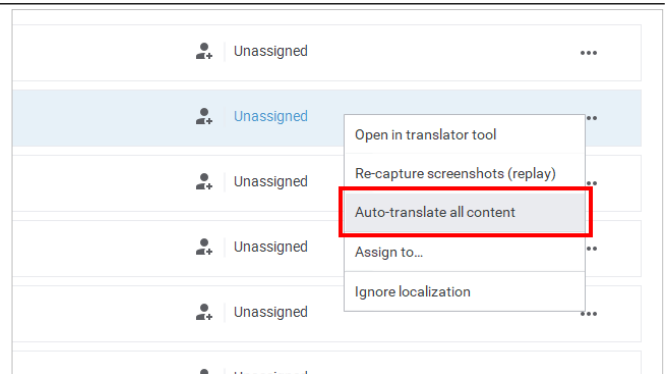 Unassigned
Unassigned
Open in translator tool
Re-capture screenshots (replay)
Unassigned
Auto-translate all content
Unassigned
Assign to...
Ignore localization
Unassigned